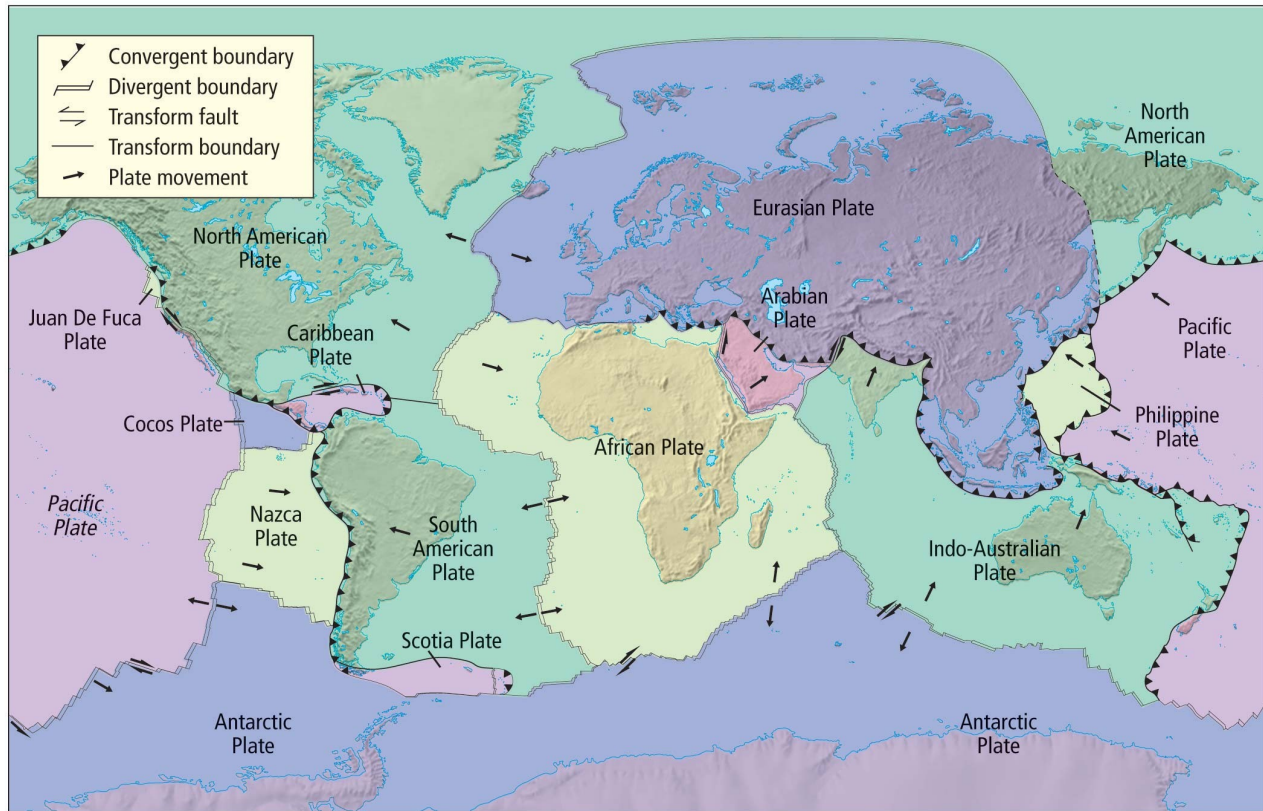 Convergent boundary
Divergent boundary
Transform fault
Transform boundary
Plate movement
North
American
Plate
Eurasian Plate
North American
Plate
Arabian
Plate
Juan De Fuca
Plate
Caribbean
Plate
Pacific
Plate
Cocos Plate
Philippine
Plate
African Plate
Pacific
Plate
Nazca
Plate
South
American
Plate
Indo-Australian
Plate
Scotia Plate
Antarctic
Plate
Antarctic
Plate